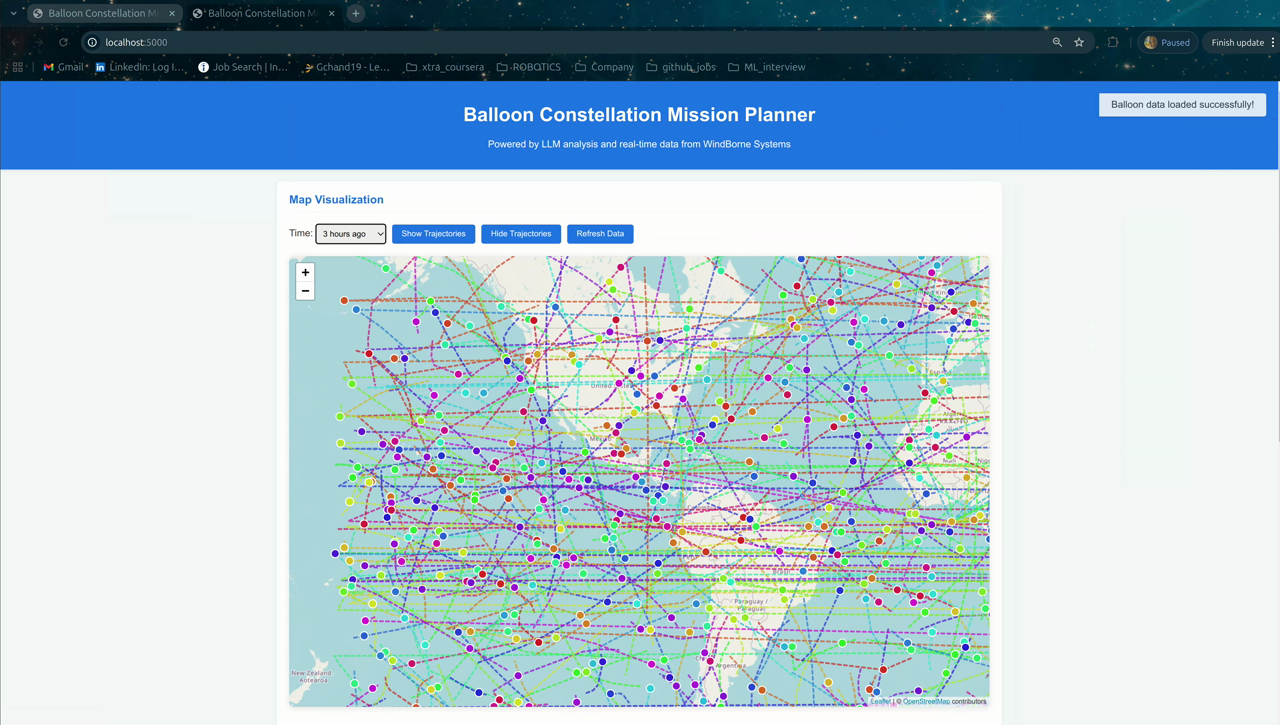 Balloon Constellation Mi
Balloon Constellation M
localhost:5000
Paused
Finish update
Gmail
LinkedIn: Log I...
Job Search | In...
Gchand19 - Le...
xtra_coursera
ROBOTICS
Company
github_jobs
ML_interview
Balloon Constellation Mission Planner
Balloon data loaded successfully!
Powered by LLM analysis and real-time data from WindBorne Systems
Map Visualization
Time: 3 hours ago Show Trajectories Hide Trajectories Refresh Data
+
−
United
España
Brasil
Paraguay /
Paraguái
Argentina
New Zealand
Aotearoa
Leaflet | © OpenStreetMap contributors